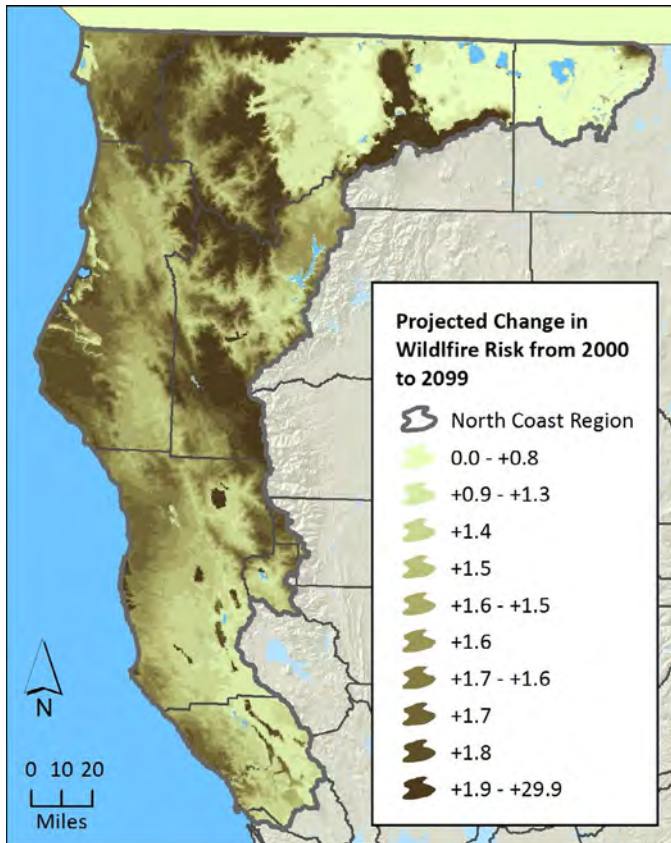 Projected Change in
Wildlfire Risk from 2000
to 2099
North Coast Region
0.0 - +0.8
+0.9 - +1.3
+1.4
+1.5
+1.6 - +1.5
+1.6
+1.7 - +1.6
+1.7
+1.8
+1.9 - +29.9
N
0 10 20
Miles